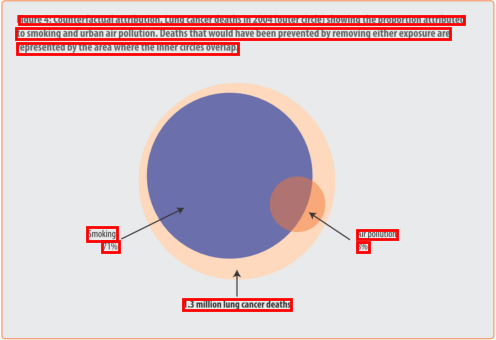 Figure 4: Counterfactual attribution. Lung cancer deaths in 2004 (outer circle) showing the proportion attributed
to smoking and urban air pollution. Deaths that would have been prevented by removing either exposure are
represented by the area where the inner circles overlap.
Smoking
71%
Air pollution
1.3 million lung cancer deaths